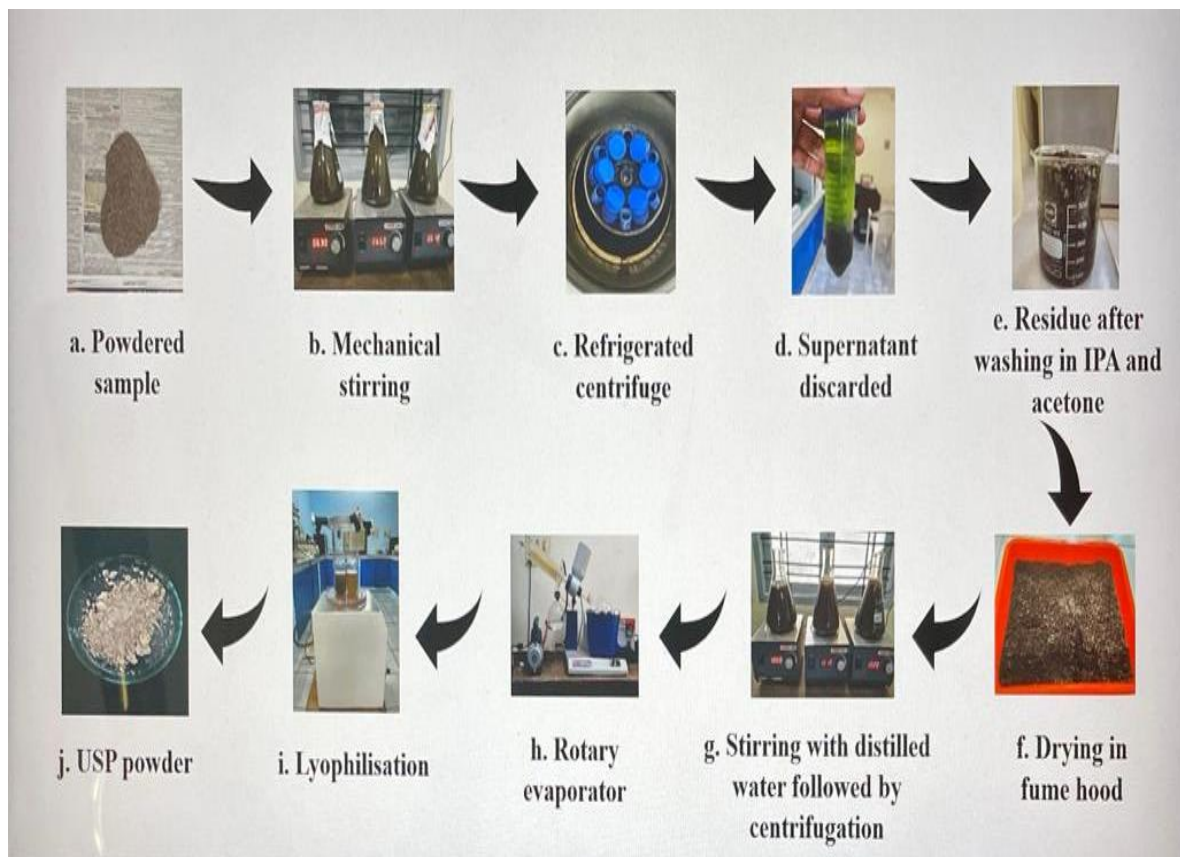 a. Powdered
sample
b. Mechanical
stirring
c. Refrigerated
centrifuge
d. Supernatant
discarded
e. Residue after
washing in IPA and
acetone
f. Drying in
fume hood
g. Stirring with distilled
water followed by
centrifugation
h. Rotary
evaporator
i. Lyophilisation
j. USP powder